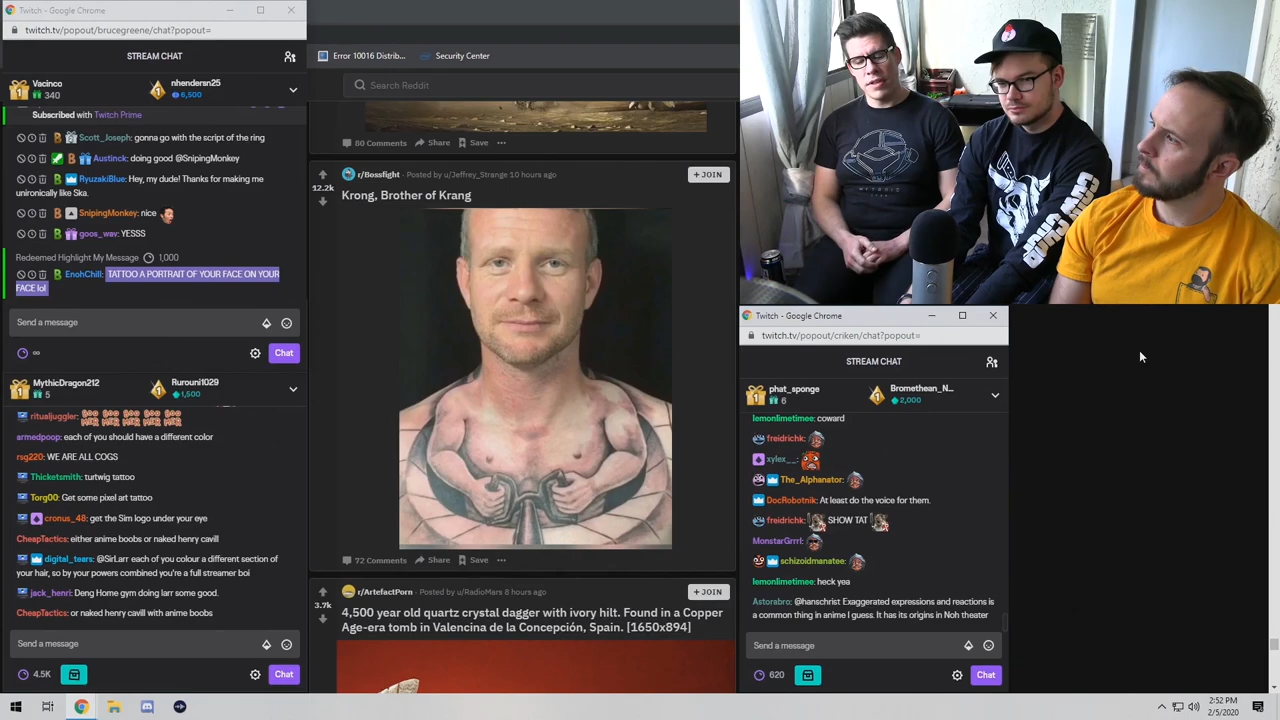 Twitch - Google Chrome
twitch.tv/popout/brucegreene/chat?popout=
STREAM CHAT
Vacinco
340
nhenderan25
6,500
Subscribed with Twitch Prime
Scott_Joseph: gonna go with the script of the ring
Austinck: doing good @SnipingMonkey
RyuzakiBlue: Hey, my dude! Thanks for making me
unironically like Ska.
SnipingMonkey: nice
goos_wav: YESSS
Redeemed Highlight My Message 1,000
EnohChill: TATTOO A PORTRAIT OF YOUR FACE ON YOUR
FACE lol
Send a message
∞
Chat
MythicDragon212
5
Rurouni1029
1,500
ritualjuggler:
armedpoop: each of you should have a different color
rsg220: WE ARE ALL COGS
Thicketsmith: turtwig tattoo
Torg00: Get some pixel art tattoo
cronus_48: get the Sim logo under your eye
CheapTactics: either anime boobs or naked henry cavill
digital_tears: @SirLarr each of you colour a different section of
your hair, so by your powers combined you're a full streamer boi
jack_henri: Deng Home gym doing larr some good.
CheapTactics: or naked henry cavill with anime boobs
Send a message
4.5K
Chat
Error 10016 Distrib...
Security Center
Search Reddit
80 Comments
Share
Save
12.2k
r/Bossfight • Posted by u/Jeffrey_Strange 10 hours ago
+ JOIN
Krong, Brother of Krang
72 Comments
Share
Save
3.7k
r/ArtefactPorn • Posted by u/RadioMars 8 hours ago
+ JOIN
4,500 year old quartz crystal dagger with ivory hilt. Found in a Copper
Age-era tomb in Valencina de la Concepción, Spain. [1650x894]
Twitch - Google Chrome
twitch.tv/popout/criken/chat?popout=
STREAM CHAT
phat_sponge
6
Bromethean_N...
2,000
lemonlimetimee: coward
freidrichk:
xylex__:
The_Alphanator:
DocRobotnik: At least do the voice for them.
freidrichk: SHOW TAT
MonstarGrrrl:
schizoidmanatee:
lemonlimetimee: heck yea
Astorabro: @hanschrist Exaggerated expressions and reactions is
a common thing in anime I guess. It has its origins in Noh theater
Send a message
620
Chat
2:52 PM
2/5/2020